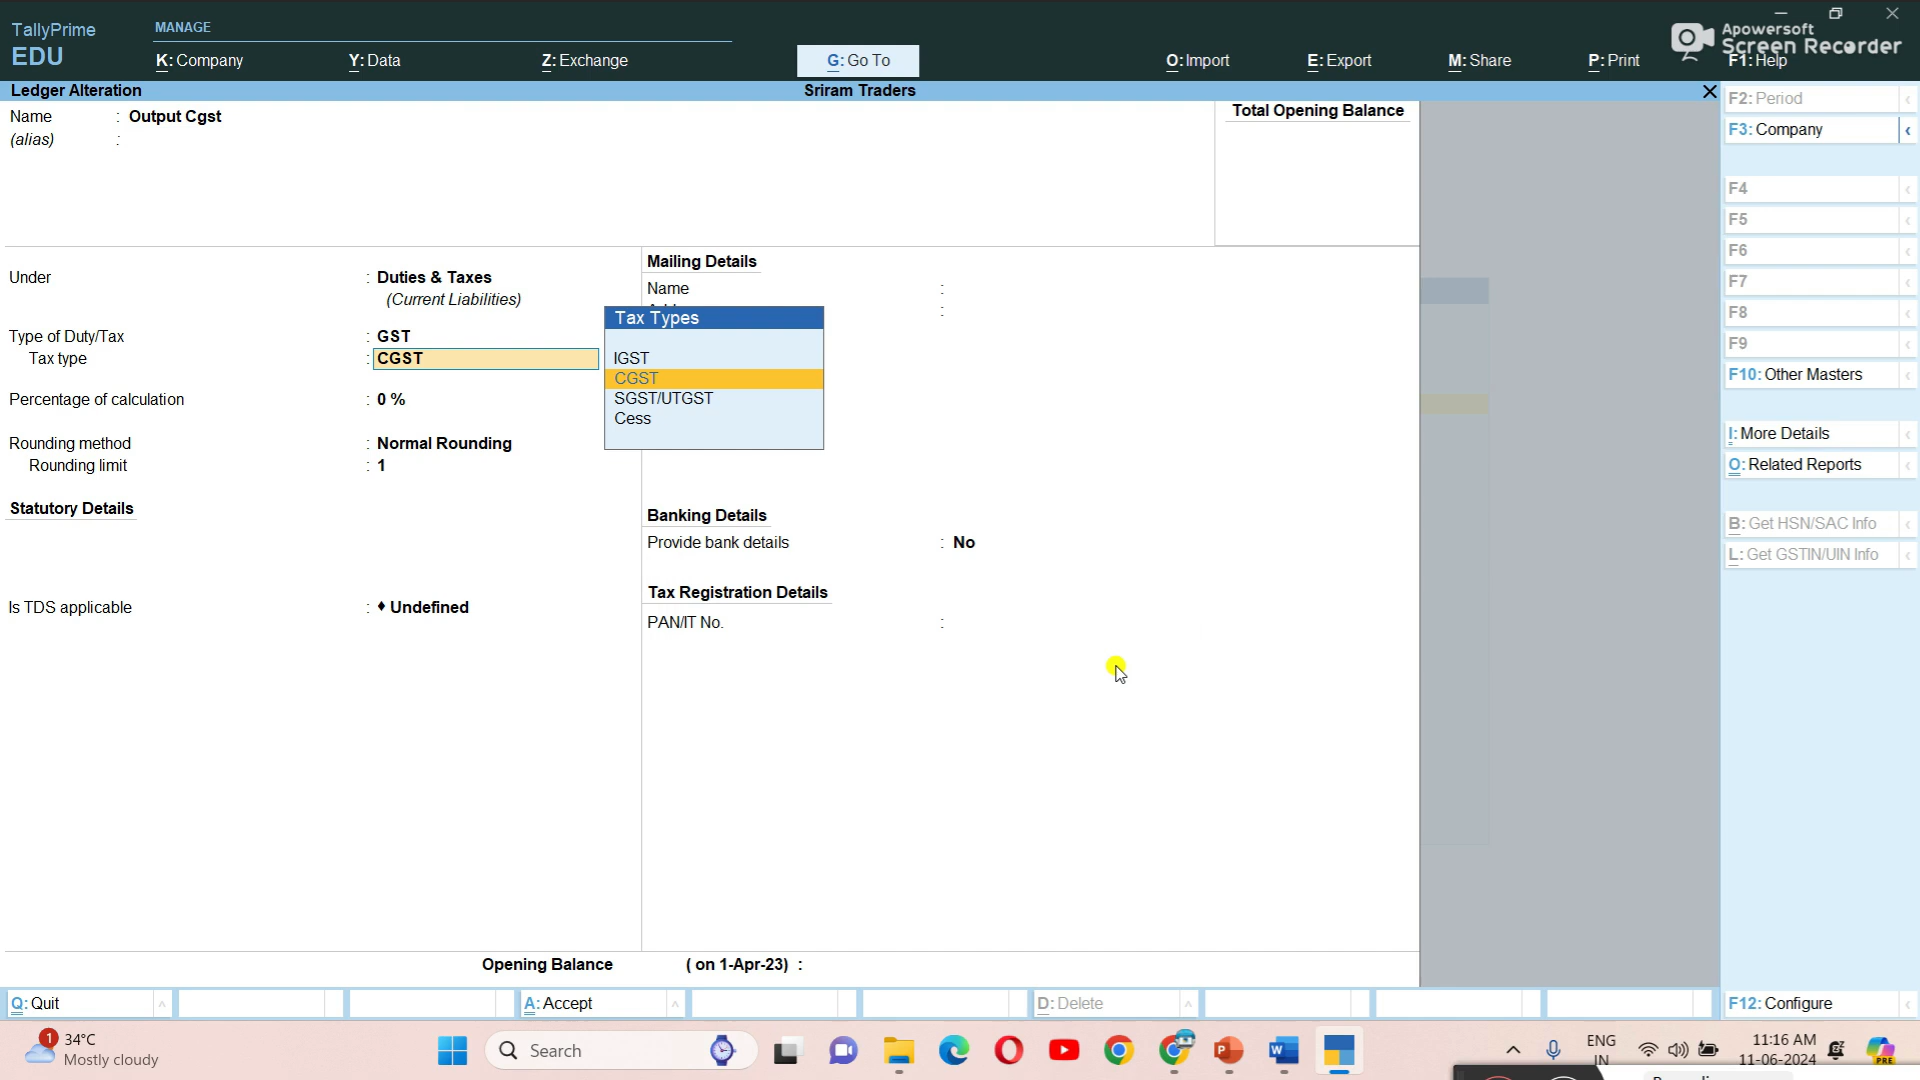 TallyPrime
EDU
MANAGE
K: Company
Y: Data
Z: Exchange
G: Go To
O: Import
E: Export
M: Share
P: Print
F1: Help
Apowersoft
Screen Recorder
Ledger Alteration
Sriram Traders
Name : Output Cgst
(alias) :
Total Opening Balance
Under : Duties & Taxes
(Current Liabilities)
Type of Duty/Tax : GST
Tax type : CGST
Percentage of calculation : 0 %
Rounding method : Normal Rounding
Rounding limit : 1
Statutory Details
Is TDS applicable : ♦ Undefined
Mailing Details
Name :
:
Tax Types
IGST
CGST
SGST/UTGST
Cess
Banking Details
Provide bank details : No
Tax Registration Details
PAN/IT No. :
Opening Balance ( on 1-Apr-23) :
F2: Period
F3: Company
F4
F5
F6
F7
F8
F9
F10: Other Masters
I: More Details
O: Related Reports
B: Get HSN/SAC Info
L: Get GSTIN/UIN Info
F12: Configure
Q: Quit
A: Accept
D: Delete
1
34°C
Mostly cloudy
Search
ENG
IN
11:16 AM
11-06-2024
PRE